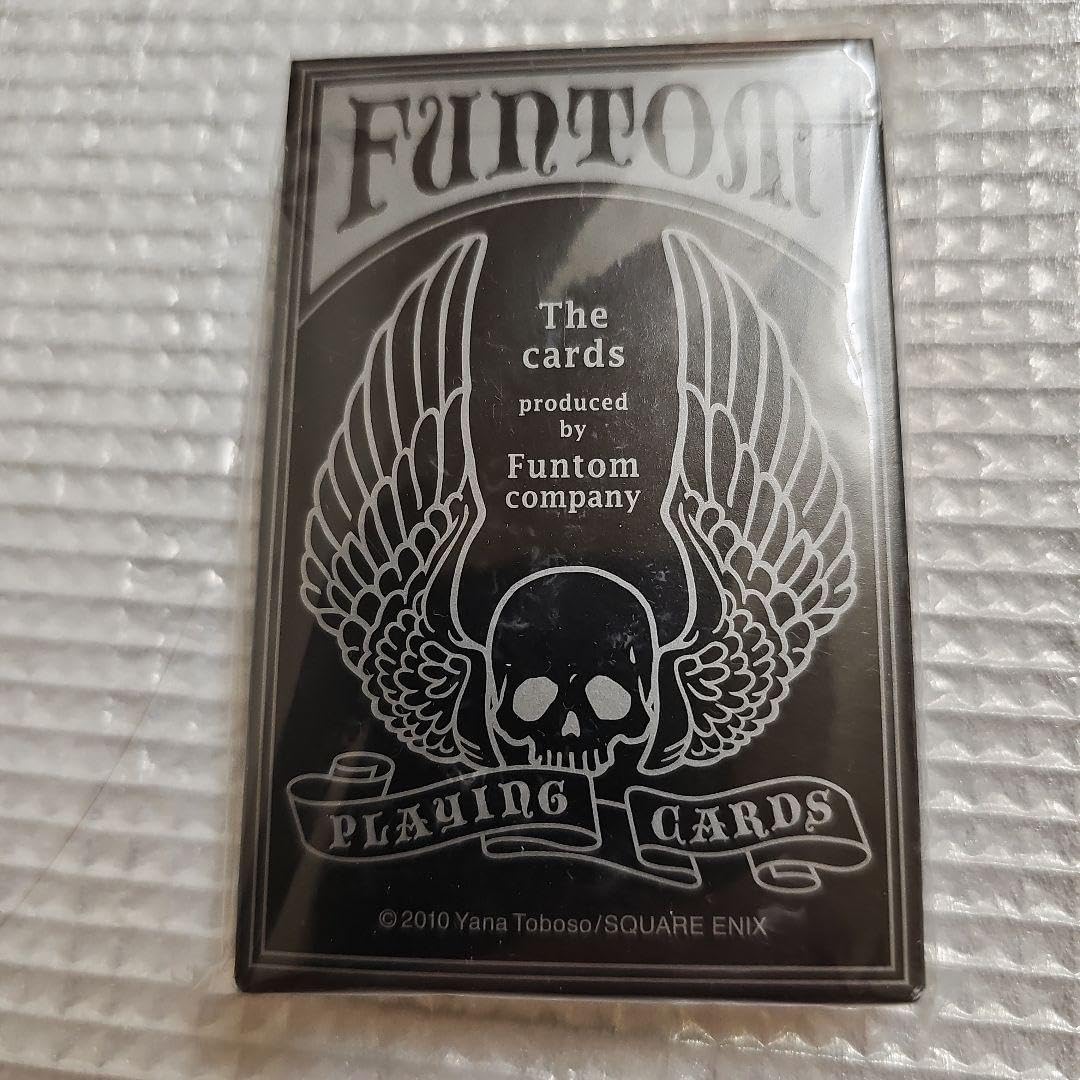 FUNTOM
The
cards
produced
by
Funtom
company
PLAYING CARDS
© 2010 Yana Toboso/SQUARE ENIX